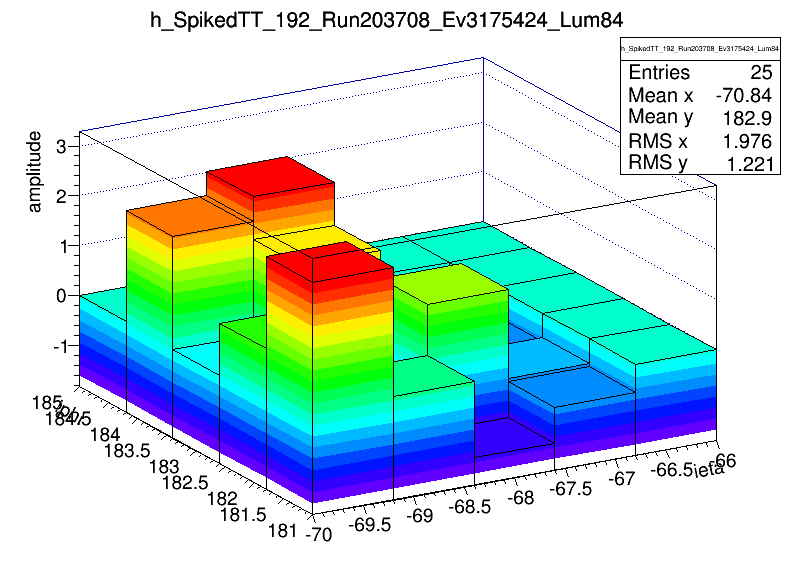 h_SpikedTT_192_Run203708_Ev3175424_Lum84
h_SpikedTT_192_Run203708_Ev3175424_Lum84
Entries 25
Mean x -70.84
Mean y 182.9
RMS x 1.976
RMS y 1.221
amplitude
3
2
1
0
-1
185
184.5
184
183.5
183
182.5
182
181.5
181
-70
-69.5
-69
-68.5
-68
-67.5
-67
-66.5
-66
ieta